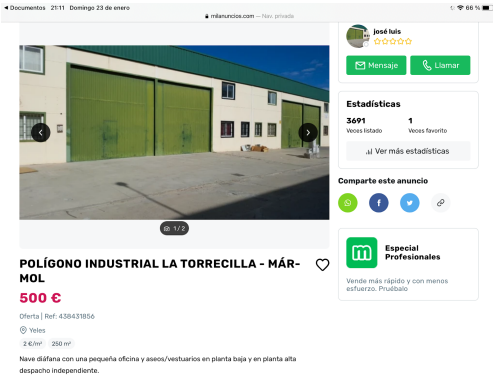 Documentos 21:11 Domingo 23 de enero
66 %
milanuncios.com — Nav. privada
josé luis
Mensaje
Llamar
Estadísticas
3691
1
Veces listado
Veces favorito
Ver más estadísticas
Comparte este anuncio
1/2
Especial
Profesionales
Vende más rápido y con menos
esfuerzo. Pruébalo
POLÍGONO INDUSTRIAL LA TORRECILLA - MÁR-
MOL
500 €
Oferta | Ref: 438431856
Yeles
2 €/m²
250 m²
Nave diáfana con una pequeña oficina y aseos/vestuarios en planta baja y en planta alta
despacho independiente.